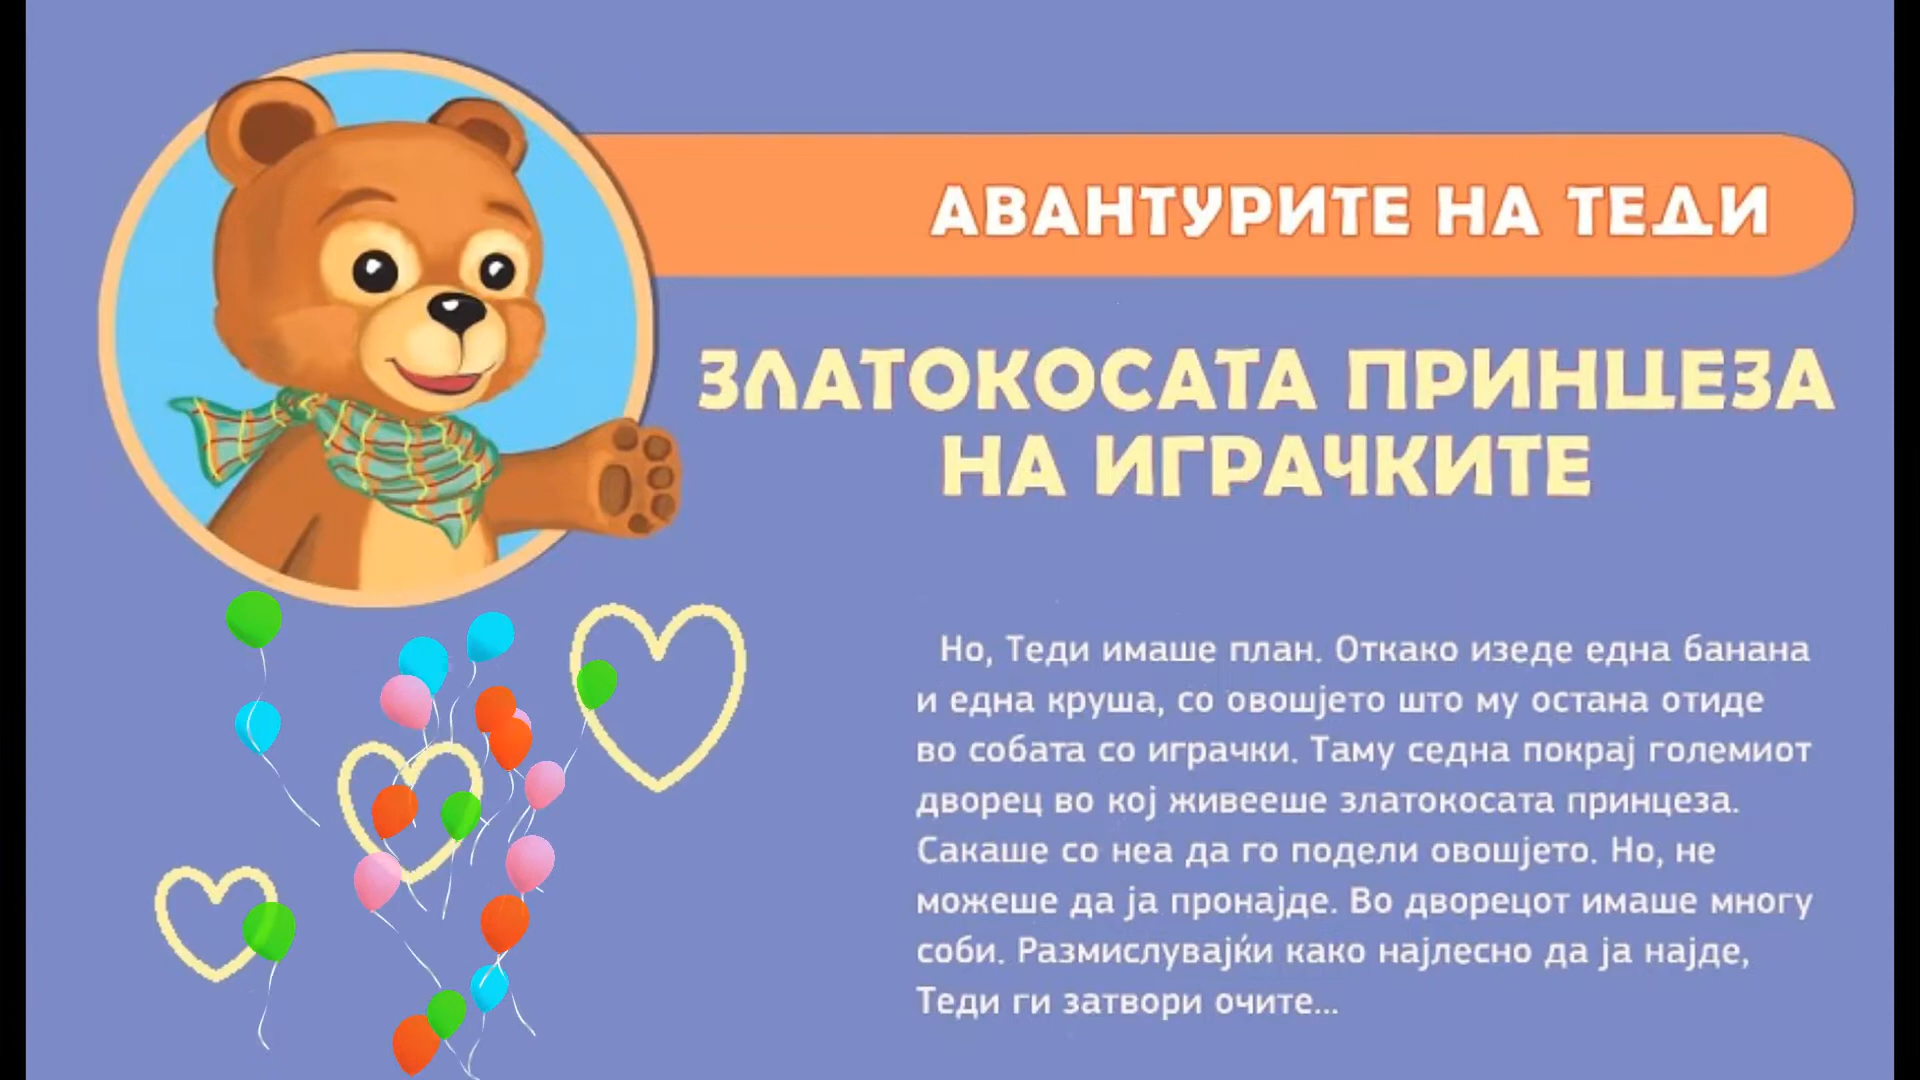 АВАНТУРИТЕ НА ТЕДИ
ЗЛАТОКОСАТА ПРИНЦЕЗА
НА ИГРАЧКИТЕ
Но, Теди имаше план. Откако изеде една банана
и една круша, со овошјето што му остана отиде
во собата со играчки. Таму седна покрај големиот
дворец во кој живееше златокосата принцеза.
Сакаше со неа да го подели овошјето. Но, не
можеше да ја пронајде. Во дворецот имаше многу
соби. Размислувајќи како најлесно да ја најде,
Теди ги затвори очите...